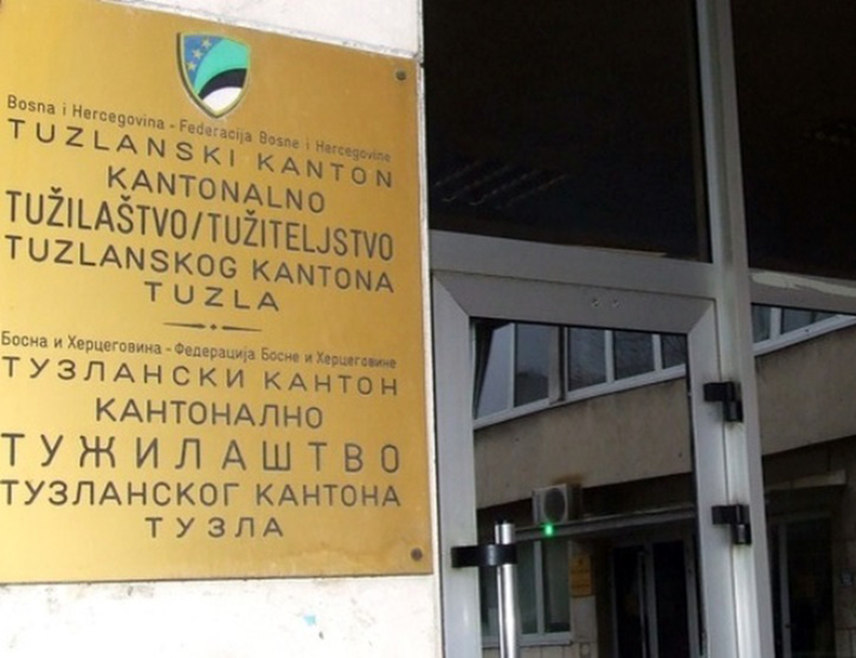 Bosna i Hercegovina - Federacija Bosne i Hercegovine
TUZLANSKI KANTON
KANTONALNO
TUŽILAŠTVO/TUŽITELJSTVO
TUZLANSKOG KANTONA
TUZLA
Босна и Херцеговина - Федерација Босне и Херцеговине
ТУЗЛАНСКИ КАНТОН
КАНТОНАЛНО
ТУЖИЛАШТВО
ТУЗЛАНСКОГ КАНТОНА
ТУЗЛА